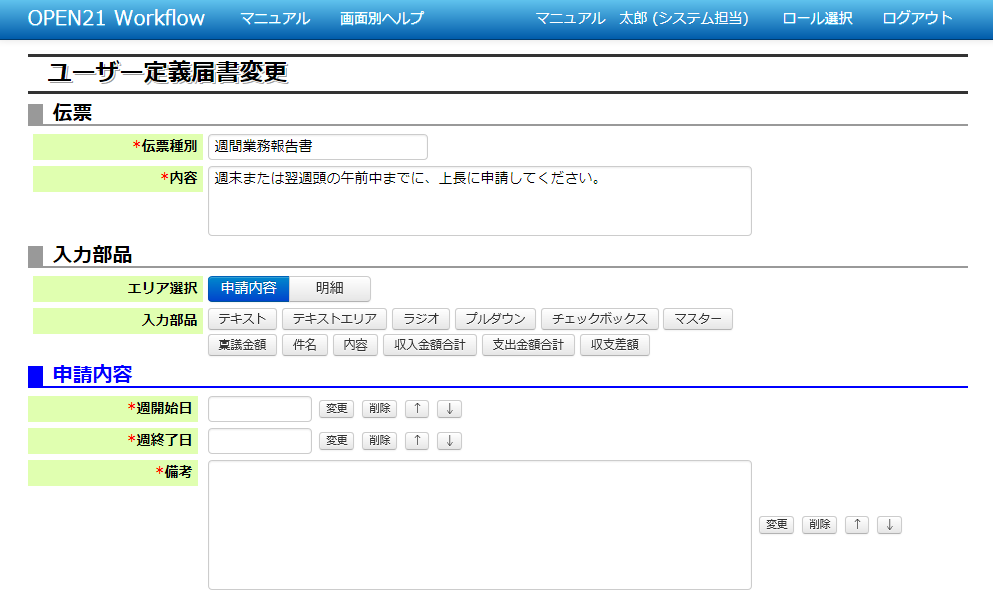 OPEN21 Workflow マニュアル 画面別ヘルプ マニュアル 太郎 (システム担当) ロール選択 ログアウト
ユーザー定義届書変更
伝票
*伝票種別 週間業務報告書
*内容 週末または翌週頭の午前中までに、上長に申請してください。
入力部品
エリア選択 申請内容 明細
入力部品 テキスト テキストエリア ラジオ プルダウン チェックボックス マスター
稟議金額 件名 内容 収入金額合計 支出金額合計 収支差額
申請内容
*週開始日 変更 削除 ↑ ↓
*週終了日 変更 削除 ↑ ↓
*備考
変更 削除 ↑ ↓